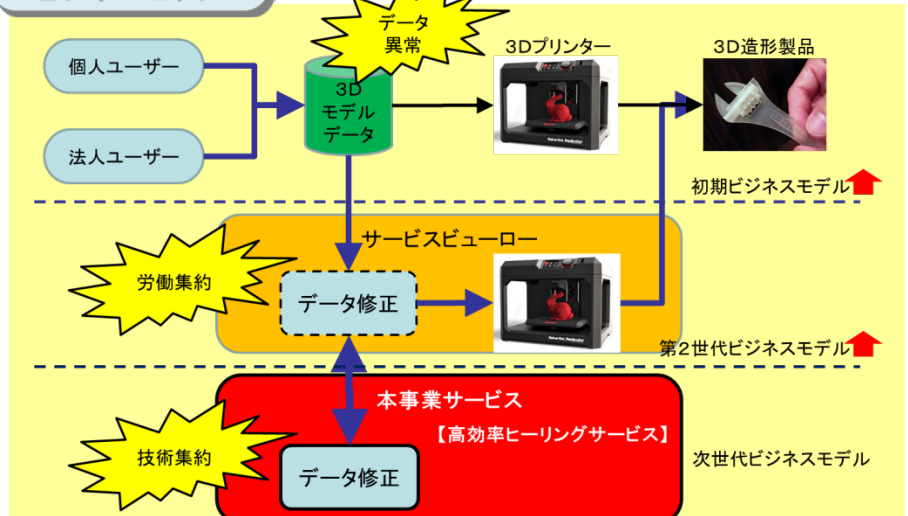 データ
異常
3Dプリンター
3D造形製品
個人ユーザー
3D
モデル
データ
法人ユーザー
初期ビジネスモデル
サービスビューロー
労働集約
データ修正
第2世代ビジネスモデル
本事業サービス
【高効率ヒーリングサービス】
技術集約
データ修正
次世代ビジネスモデル